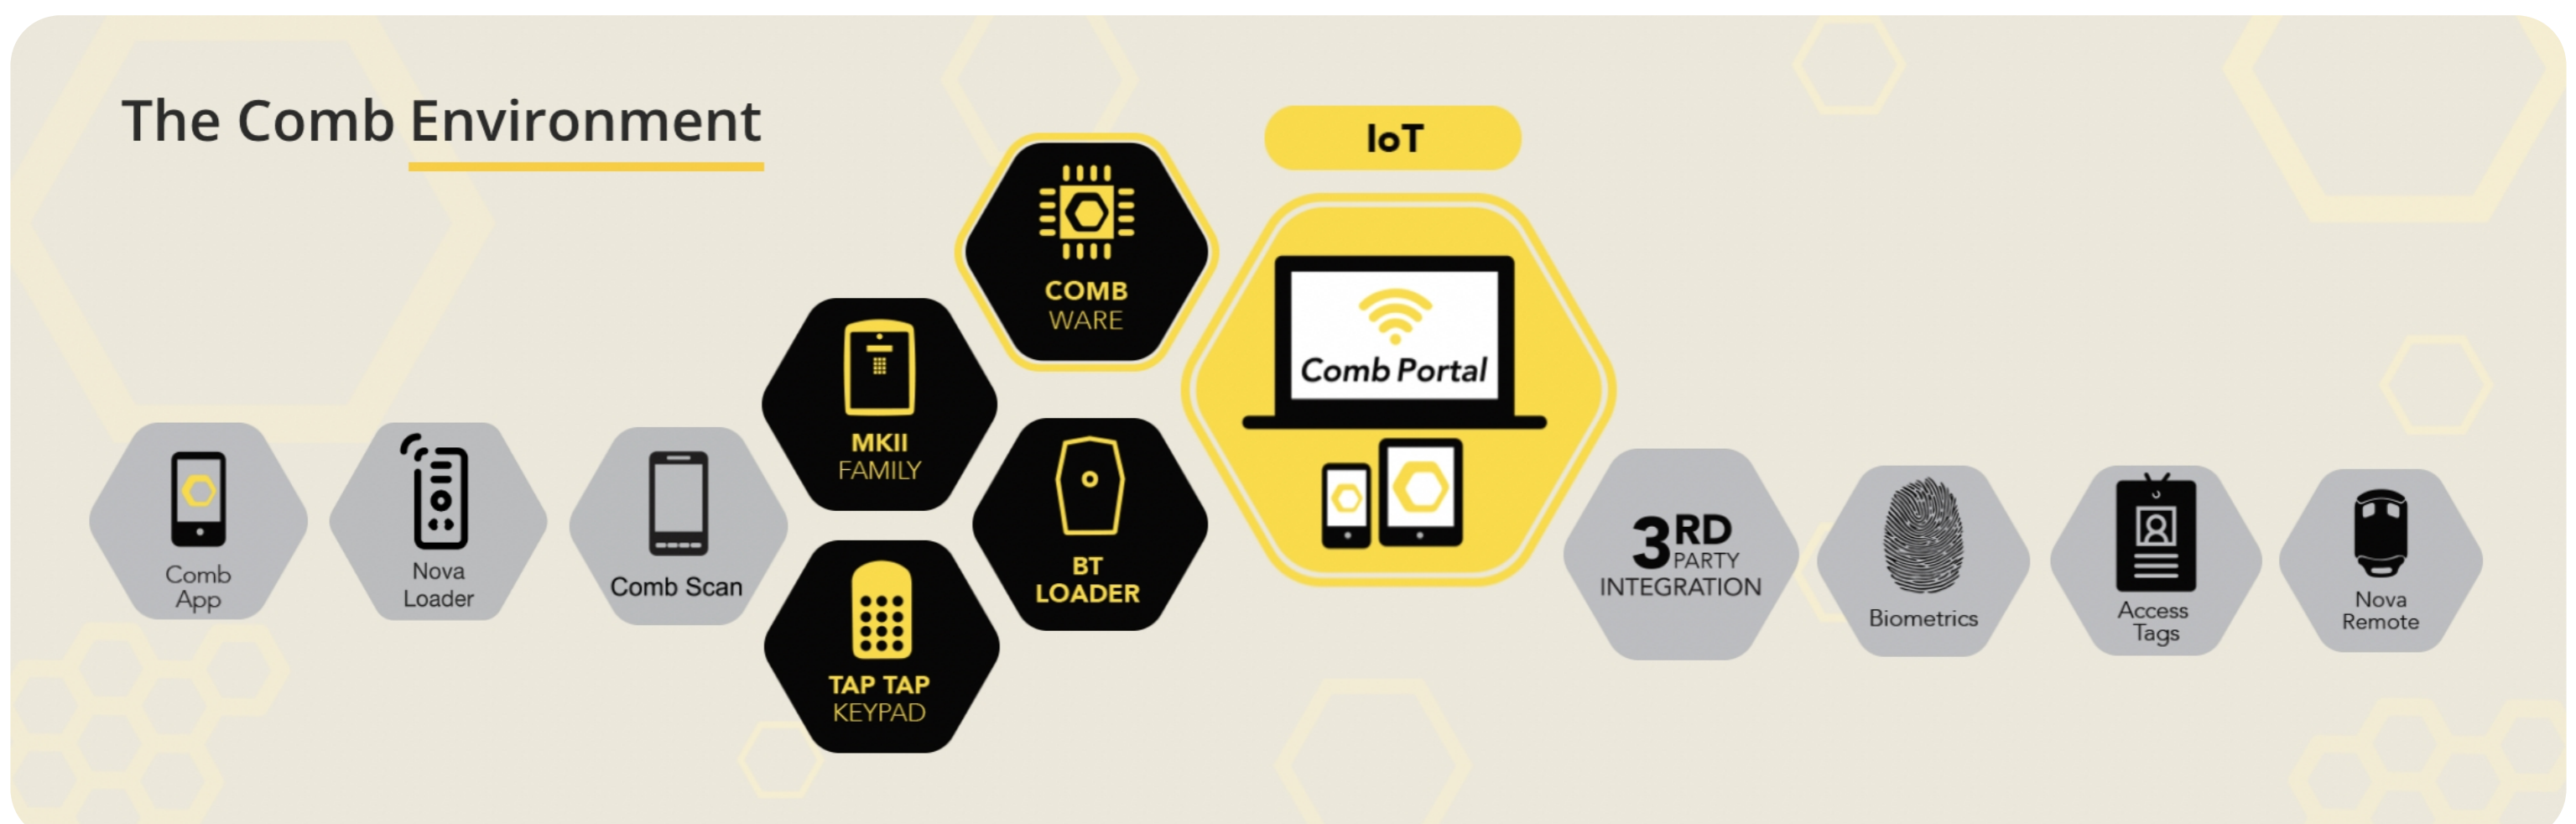 The Comb Environment
IoT
COMB
WARE
Comb Portal
MKII
FAMILY
BT
LOADER
TAP TAP
KEYPAD
Comb
App
Nova
Loader
Comb Scan
3RD
PARTY
INTEGRATION
Biometrics
Access
Tags
Nova
Remote